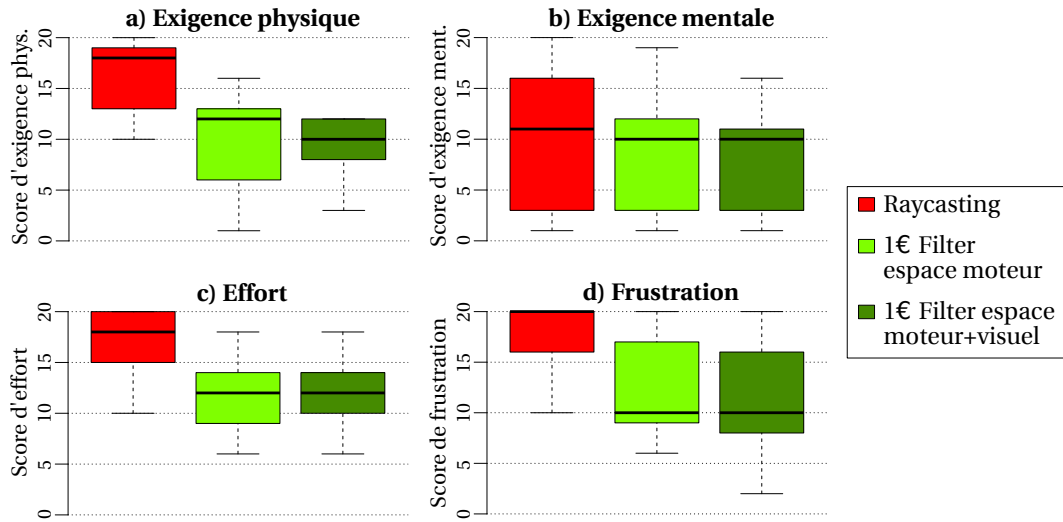 a) Exigence physique
Score d'exigence phys.
0 5 10 15 20
b) Exigence mentale
Score d'exigence ment.
0 5 10 15 20
c) Effort
Score d'effort
0 5 10 15 20
d) Frustration
Score de frustration
0 5 10 15 20
Raycasting
1€ Filter
espace moteur
1€ Filter espace
moteur+visuel